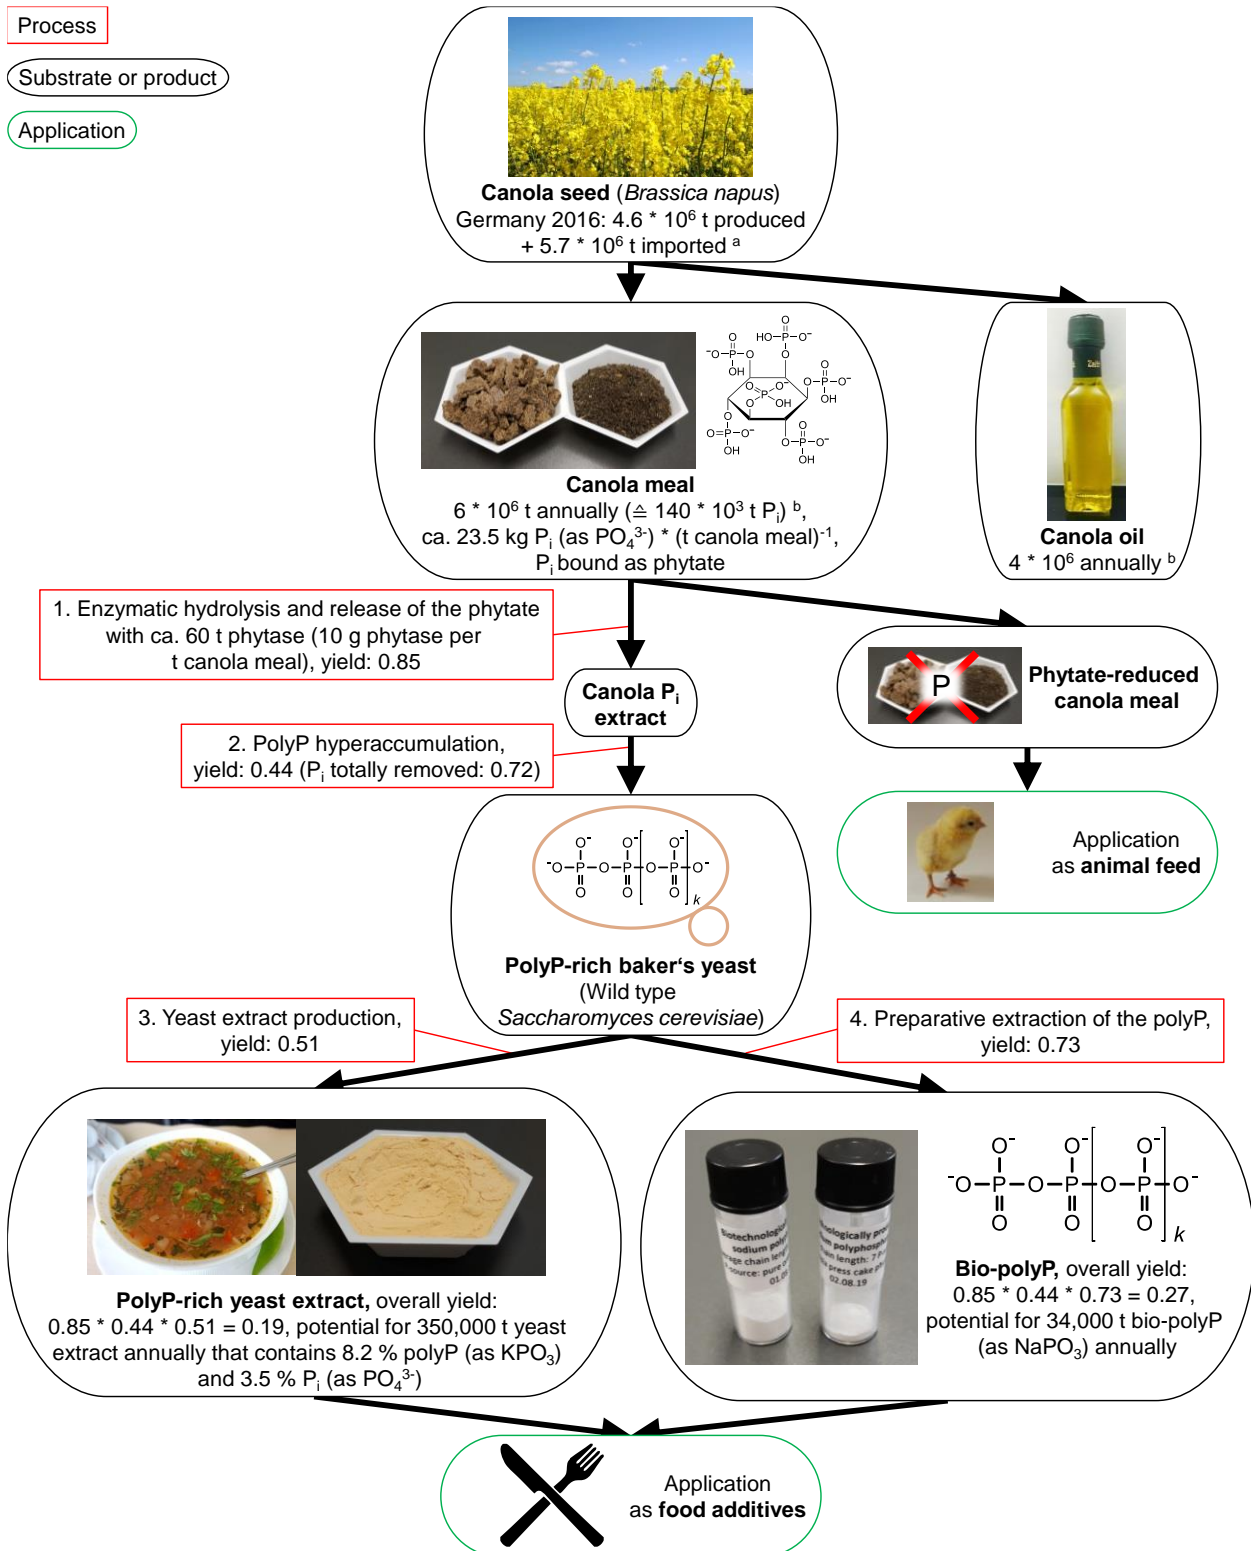 Process
Substrate or product
Application
Canola seed (Brassica napus)
Germany 2016: 4.6 * 10⁶ t produced
+ 5.7 * 10⁶ t imported ᵃ
Canola meal
6 * 10⁶ t annually (≙ 140 * 10³ t Pᵢ) ᵇ,
ca. 23.5 kg Pᵢ (as PO₄³⁻) * (t canola meal)⁻¹,
Pᵢ bound as phytate
Canola oil
4 * 10⁶ annually ᵇ
1. Enzymatic hydrolysis and release of the phytate
with ca. 60 t phytase (10 g phytase per
t canola meal), yield: 0.85
Canola Pᵢ
extract
P
Phytate-reduced
canola meal
2. PolyP hyperaccumulation,
yield: 0.44 (Pᵢ totally removed: 0.72)
Application
as animal feed
PolyP-rich baker‘s yeast
(Wild type
Saccharomyces cerevisiae)
3. Yeast extract production,
yield: 0.51
4. Preparative extraction of the polyP,
yield: 0.73
Biotechnological
sodium poly
chain length: 7
02.08.19
PolyP-rich yeast extract, overall yield:
0.85 * 0.44 * 0.51 = 0.19, potential for 350,000 t yeast
extract annually that contains 8.2 % polyP (as KPO₃)
and 3.5 % Pᵢ (as PO₄³⁻)
Bio-polyP, overall yield:
0.85 * 0.44 * 0.73 = 0.27,
potential for 34,000 t bio-polyP
(as NaPO₃) annually
Application
as food additives